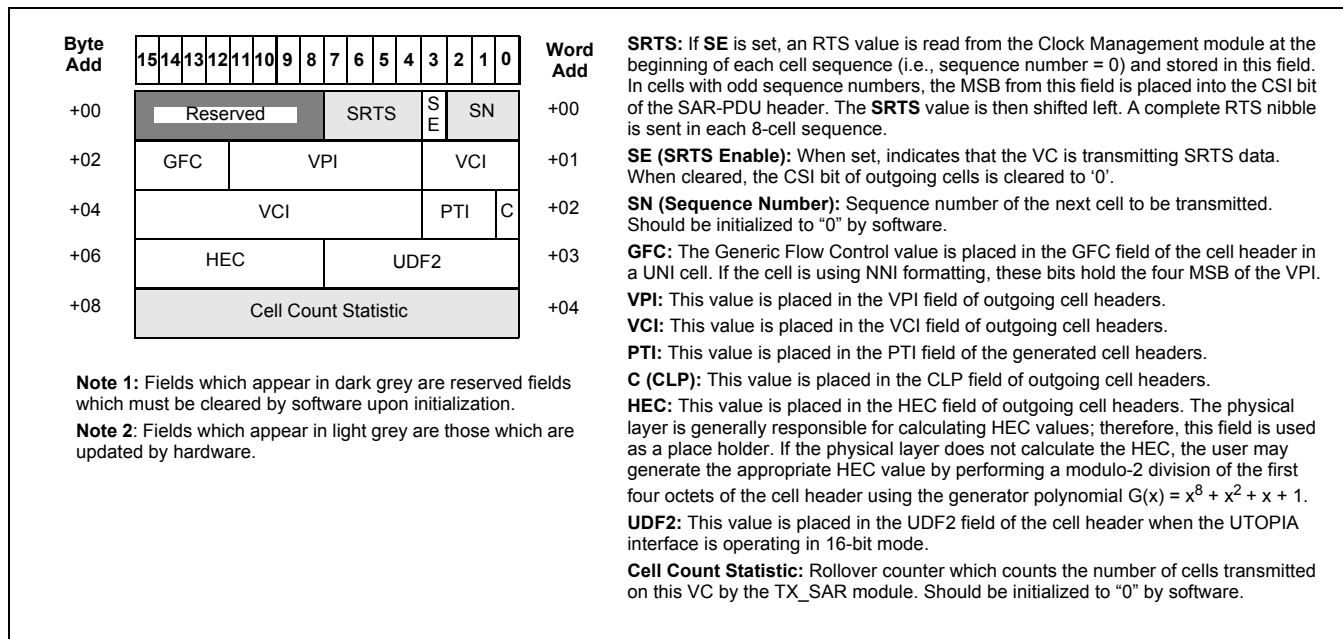 Byte Add
15 14 13 12 11 10 9 8 7 6 5 4 3 2 1 0
Word Add
+00 Reserved SRTS SE SN +00
+02 GFC VPI VCI +01
+04 VCI PTI C +02
+06 HEC UDF2 +03
+08 Cell Count Statistic +04
Note 1: Fields which appear in dark grey are reserved fields
which must be cleared by software upon initialization.
Note 2: Fields which appear in light grey are those which are
updated by hardware.
SRTS: If SE is set, an RTS value is read from the Clock Management module at the
beginning of each cell sequence (i.e., sequence number = 0) and stored in this field.
In cells with odd sequence numbers, the MSB from this field is placed into the CSI bit
of the SAR-PDU header. The SRTS value is then shifted left. A complete RTS nibble
is sent in each 8-cell sequence.
SE (SRTS Enable): When set, indicates that the VC is transmitting SRTS data.
When cleared, the CSI bit of outgoing cells is cleared to ‘0’.
SN (Sequence Number): Sequence number of the next cell to be transmitted.
Should be initialized to “0” by software.
GFC: The Generic Flow Control value is placed in the GFC field of the cell header in
a UNI cell. If the cell is using NNI formatting, these bits hold the four MSB of the VPI.
VPI: This value is placed in the VPI field of outgoing cell headers.
VCI: This value is placed in the VCI field of outgoing cell headers.
PTI: This value is placed in the PTI field of the generated cell headers.
C (CLP): This value is placed in the CLP field of outgoing cell headers.
HEC: This value is placed in the HEC field of outgoing cell headers. The physical
layer is generally responsible for calculating HEC values; therefore, this field is used
as a place holder. If the physical layer does not calculate the HEC, the user may
generate the appropriate HEC value by performing a modulo-2 division of the first
four octets of the cell header using the generator polynomial G(x) = x⁸ + x² + x + 1.
UDF2: This value is placed in the UDF2 field of the cell header when the UTOPIA
interface is operating in 16-bit mode.
Cell Count Statistic: Rollover counter which counts the number of cells transmitted
on this VC by the TX_SAR module. Should be initialized to “0” by software.